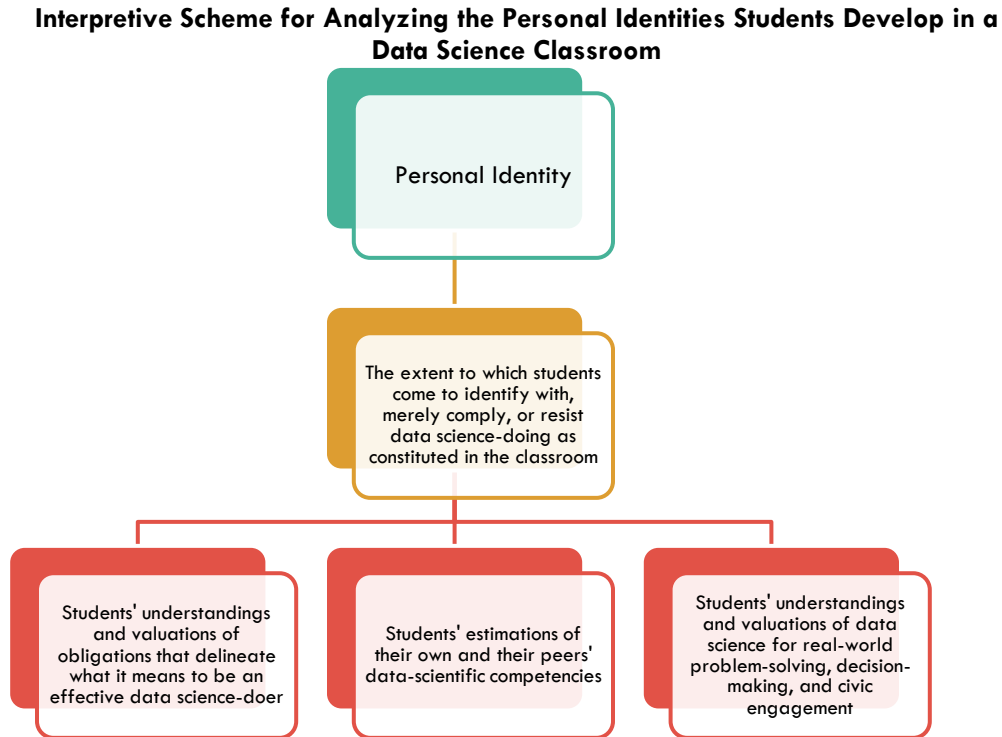 Interpretive Scheme for Analyzing the Personal Identities Students Develop in a
Data Science Classroom
Personal Identity
The extent to which students
come to identify with,
merely comply, or resist
data science-doing as
constituted in the classroom
Students' understandings
and valuations of
obligations that delineate
what it means to be an
effective data science-doer
Students' estimations of
their own and their peers'
data-scientific competencies
Students' understandings
and valuations of data
science for real-world
problem-solving, decision-
making, and civic
engagement